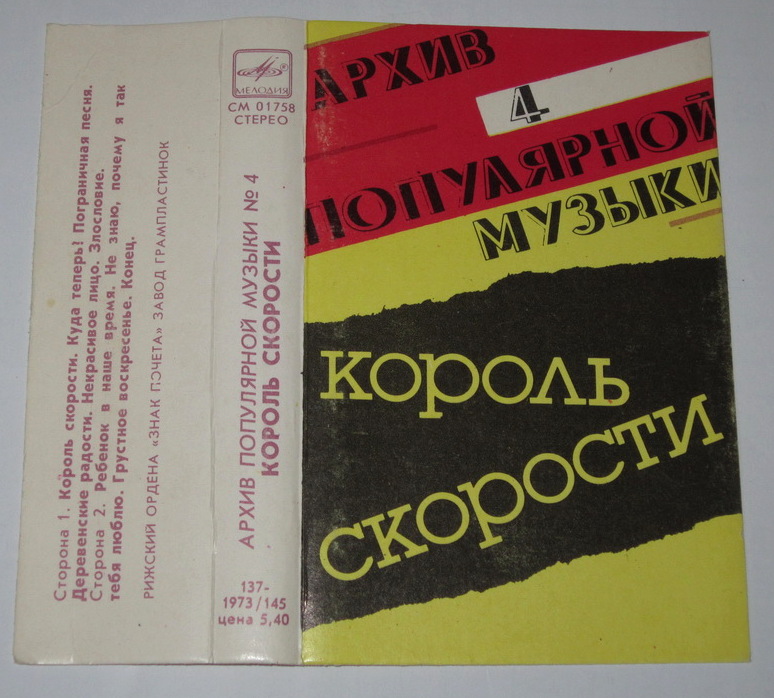 Сторона 1. Король скорости. Куда теперь? Пограничная песня.
Деревенские радости. Некрасивое лицо. Злословие.
Сторона 2. Ребенок в наше время. Не знаю, почему я так
тебя люблю. Грустное воскресенье. Конец.
РИЖСКИЙ ОРДЕНА «ЗНАК ПОЧЕТА» ЗАВОД ГРАМПЛАСТИНОК
МЕЛОДИЯ
СМ 01758
СТЕРЕО
АРХИВ ПОПУЛЯРНОЙ МУЗЫКИ № 4
КОРОЛЬ СКОРОСТИ
137-
1973/145
цена 5,40
АРХИВ
4
ПОПУЛЯРНОЙ
МУЗЫКИ
КОРОЛЬ
СКОРОСТИ